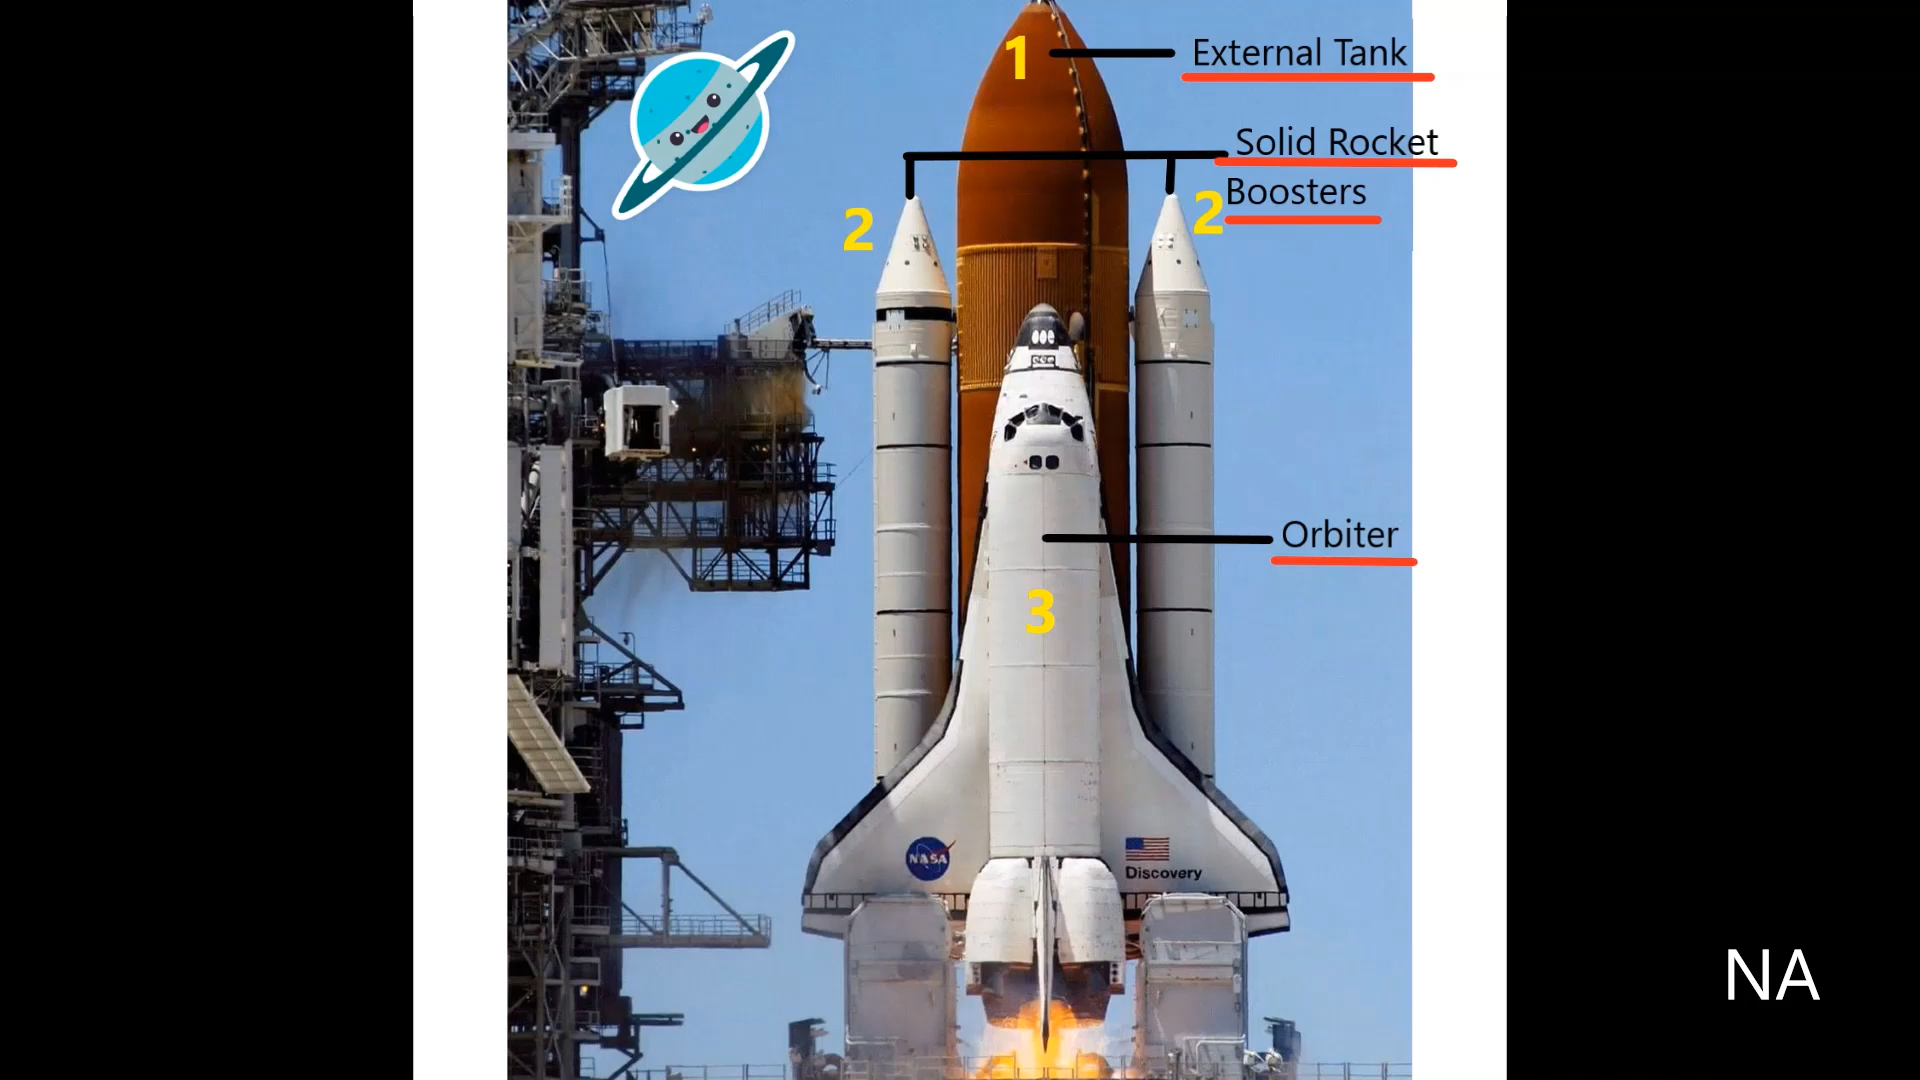 1
External Tank
Solid Rocket
2
2
Boosters
Orbiter
3
NASA
Discovery
NA